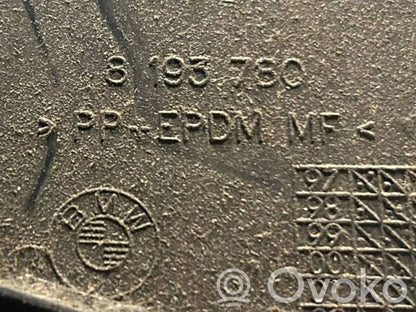 8 193 780
> PP-EPDM MF <
97
98
99
00
BMW
Ovoko